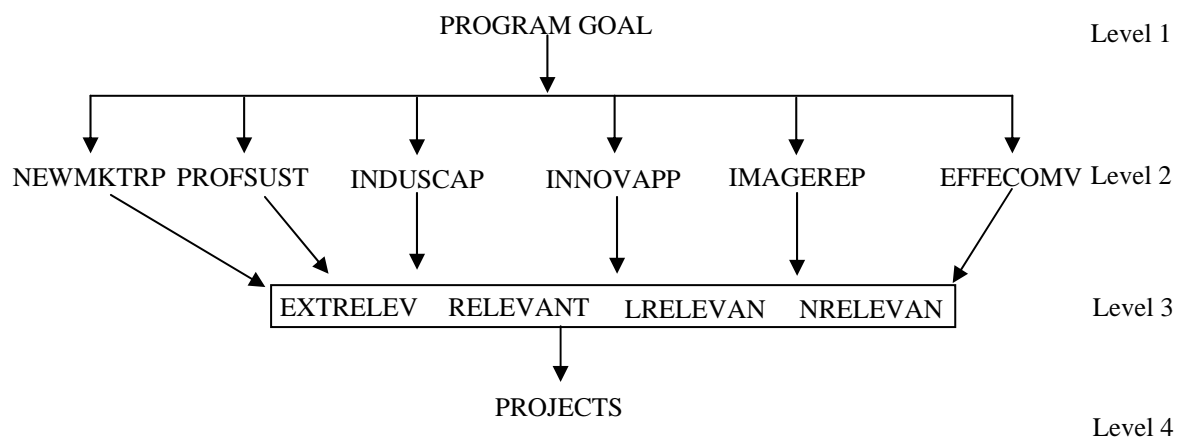 PROGRAM GOAL Level 1
NEWMKTRP PROFSUST INDUSCAP INNOVAPP IMAGEREP EFFECOMV Level 2
EXTRELEV RELEVANT LRELEVAN NRELEVAN Level 3
PROJECTS
Level 4